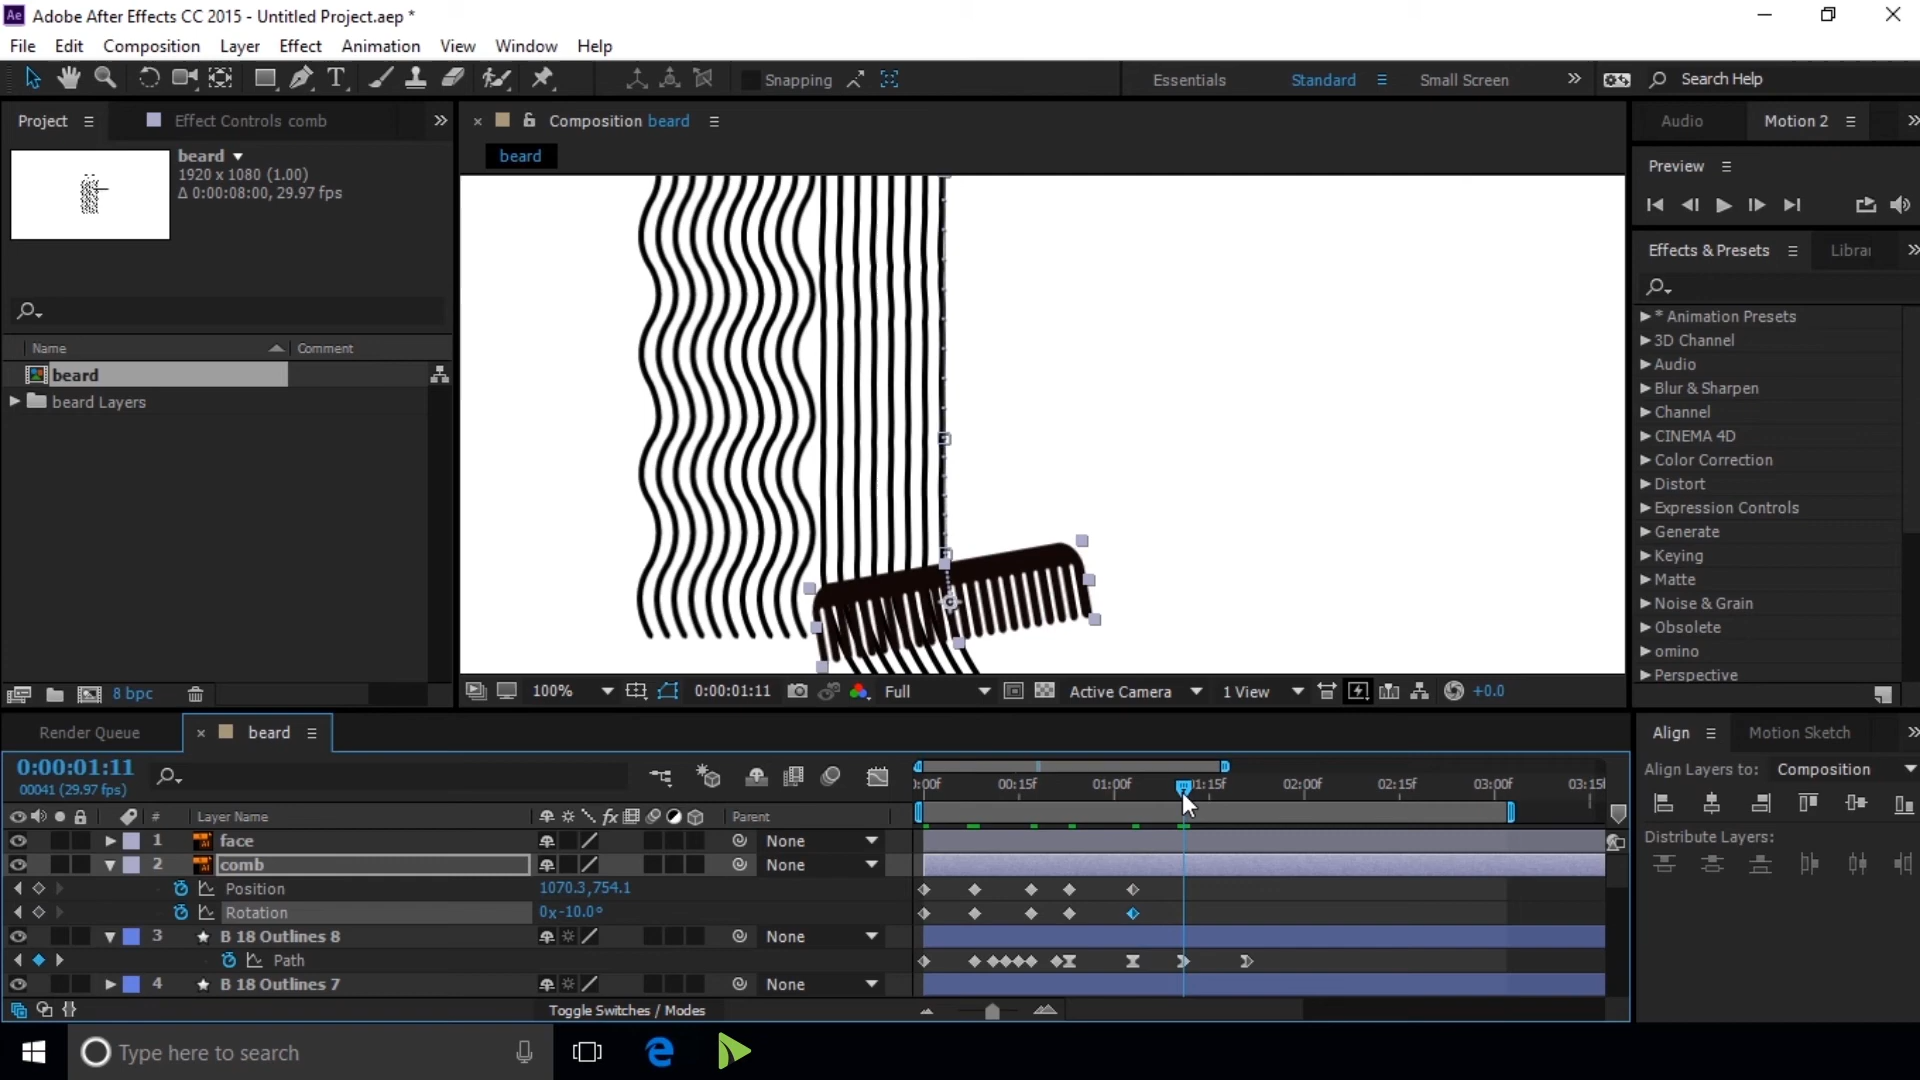 Ae Adobe After Effects CC 2015 - Untitled Project.aep *
File Edit Composition Layer Effect Animation View Window Help
T Snapping Essentials Standard Small Screen Search Help
Project Effect Controls comb Composition beard Audio Motion 2
beard
beard
1920 x 1080 (1.00)
Δ 0:00:08:00, 29.97 fps
Preview
Effects & Presets
* Animation Presets
3D Channel
Audio
Blur & Sharpen
Channel
CINEMA 4D
Color Correction
Distort
Expression Controls
Generate
Keying
Matte
Noise & Grain
Obsolete
omino
Perspective
Name Comment
beard
beard Layers
8 bpc 100% 0:00:01:11 Full Active Camera 1 View +0.0
Render Queue beard Align Motion Sketch
0:00:01:11
00041 (29.97 fps)
00:15f 01:00f 02:00f 02:15f 03:00f
Align Layers to: Composition
Distribute Layers:
# Layer Name fx Parent
1 face None
2 comb None
Position 1070.3,754.1
Rotation 0x-10.0°
3 B 18 Outlines 8 None
Path
4 B 18 Outlines 7 None
Toggle Switches / Modes
Type here to search